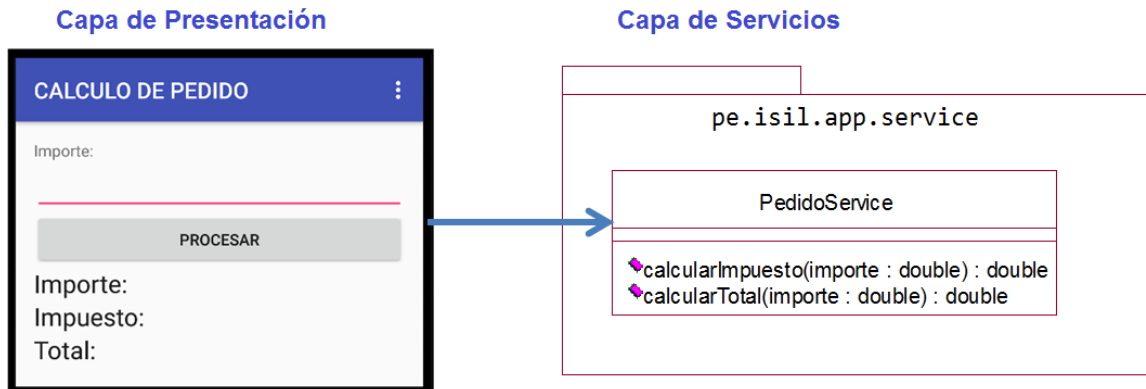 Capa de Presentación
Capa de Servicios
CALCULO DE PEDIDO
Importe:
PROCESAR
Importe:
Impuesto:
Total:
pe.isil.app.service
PedidoService
calcularImpuesto(importe : double) : double
calcularTotal(importe : double) : double